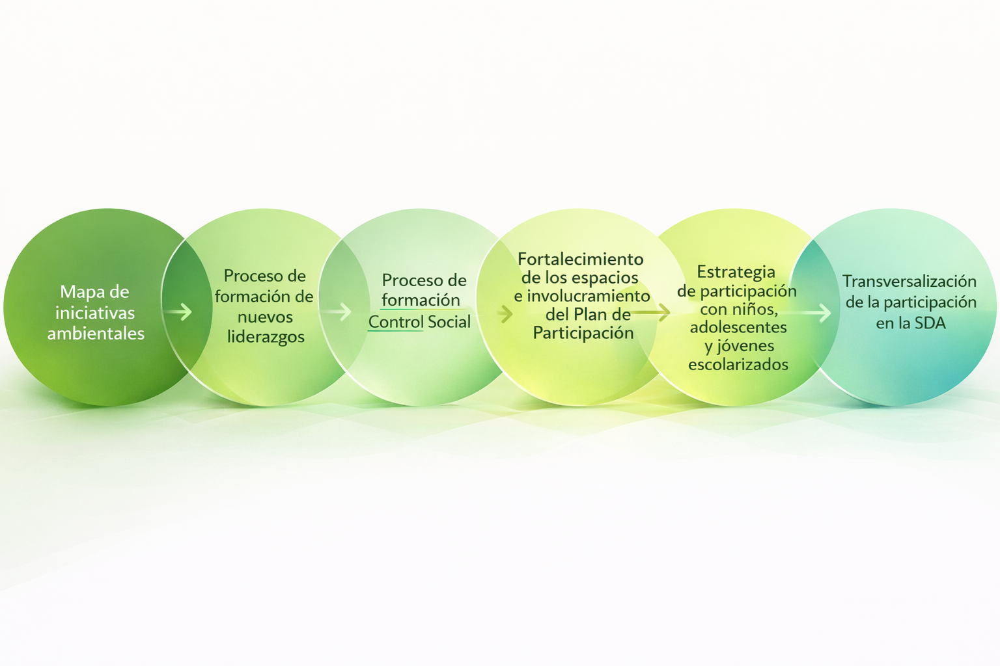 Mapa de
iniciativas
ambientales
Proceso de
formación de
nuevos
liderazgos
Proceso de
formación
Control Social
Fortalecimiento
de los espacios
e involucramiento
del Plan de
Participación
Estrategia
de participación
con niños,
adolescentes
y jóvenes
escolarizados
Transversalización
de la participación
en la SDA